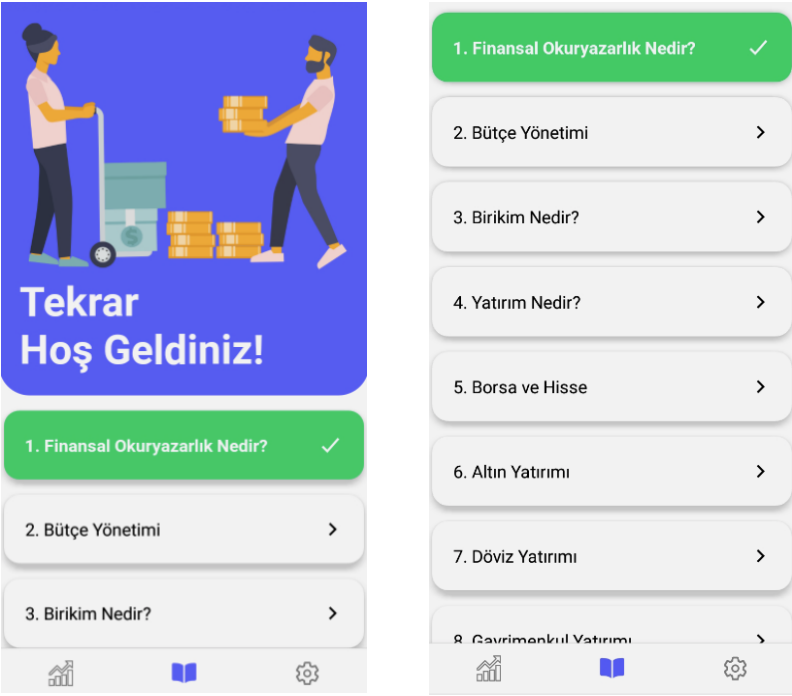 Tekrar
Hoş Geldiniz!
1. Finansal Okuryazarlık Nedir?
2. Bütçe Yönetimi
3. Birikim Nedir?
1. Finansal Okuryazarlık Nedir?
2. Bütçe Yönetimi
3. Birikim Nedir?
4. Yatırım Nedir?
5. Borsa ve Hisse
6. Altın Yatırımı
7. Döviz Yatırımı
8. Gayrimenkul Yatırımı